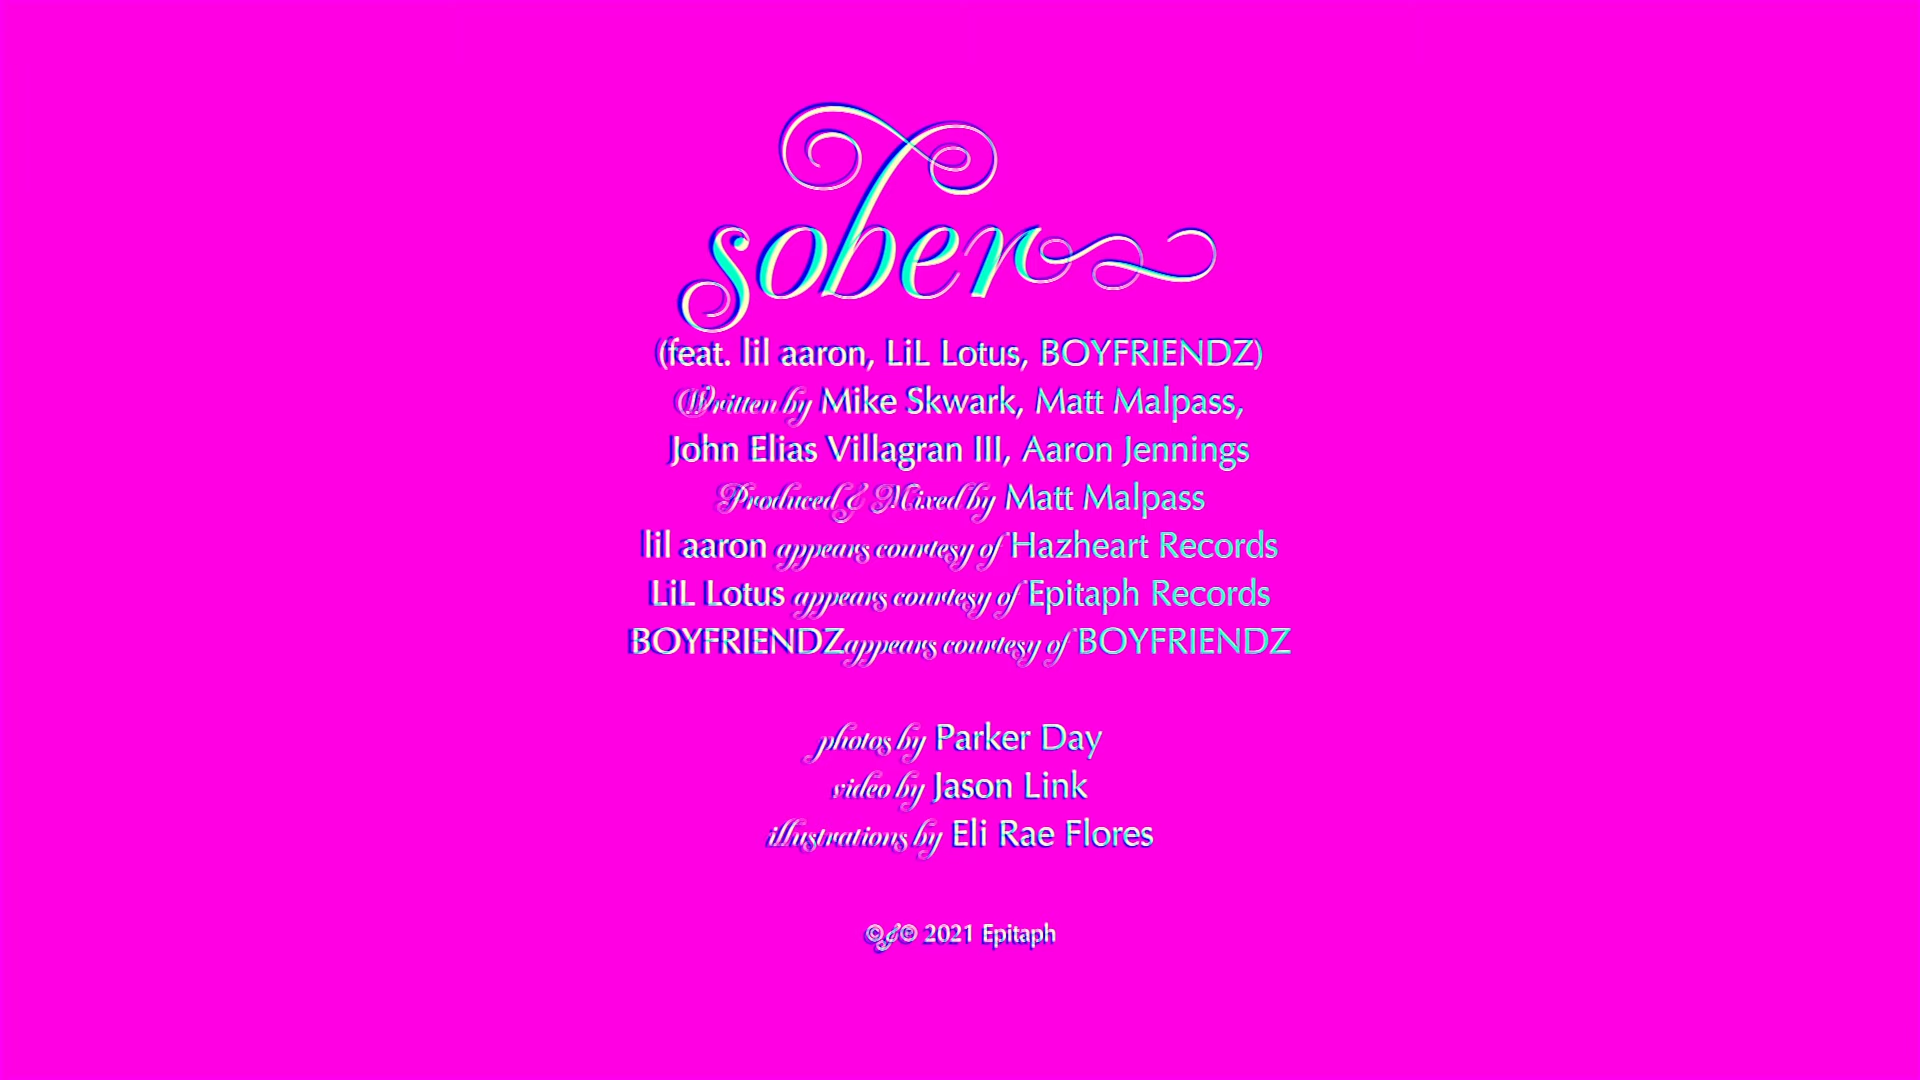 sober
(feat. lil aaron, LiL Lotus, BOYFRIENDZ)
Written by Mike Skwark, Matt Malpass,
John Elias Villagran III, Aaron Jennings
Produced & Mixed by Matt Malpass
lil aaron appears courtesy of Hazheart Records
LiL Lotus appears courtesy of Epitaph Records
BOYFRIENDZ appears courtesy of BOYFRIENDZ
photos by Parker Day
video by Jason Link
illustrations by Eli Rae Flores
©&© 2021 Epitaph